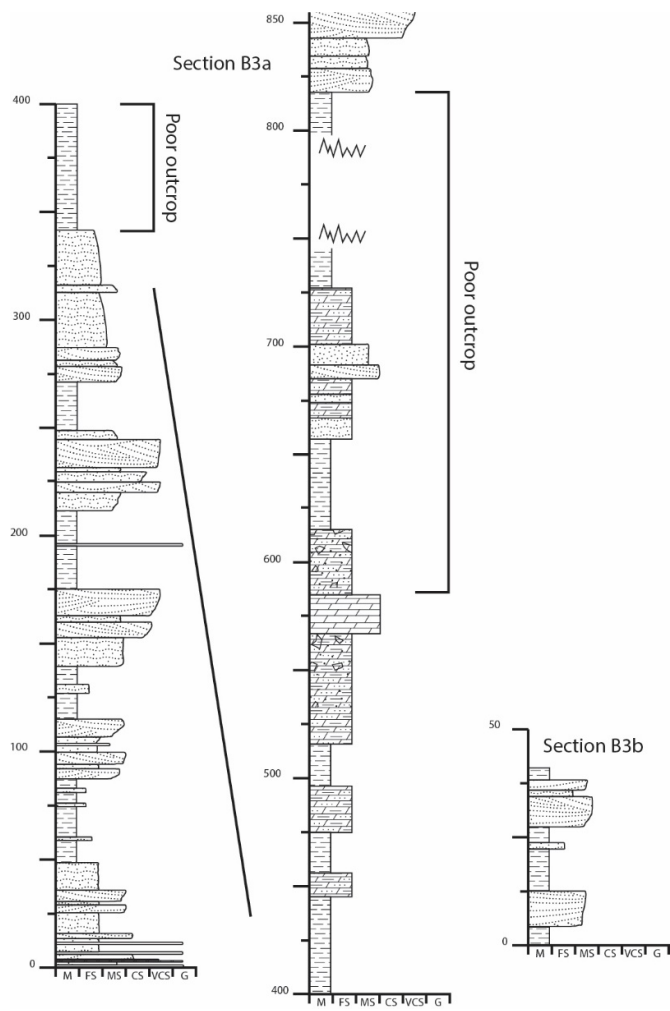 Section B3a
400
300
200
100
0
M FS MS CS VCS G
Poor outcrop
850
800
700
600
500
400
M FS MS CS VCS G
Poor outcrop
Section B3b
50
0
M FS MS CS VCS G